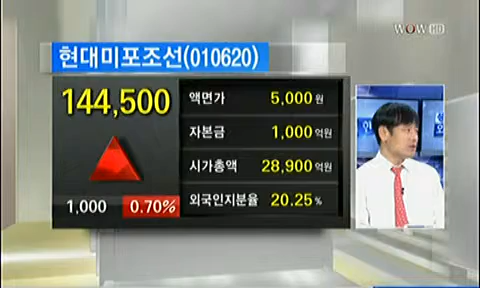 WOW HD
현대미포조선(010620)
144,500
1,000 0.70%
액면가 5,000 원
자본금 1,000 억원
시가총액 28,900 억원
외국인지분율 20.25 %